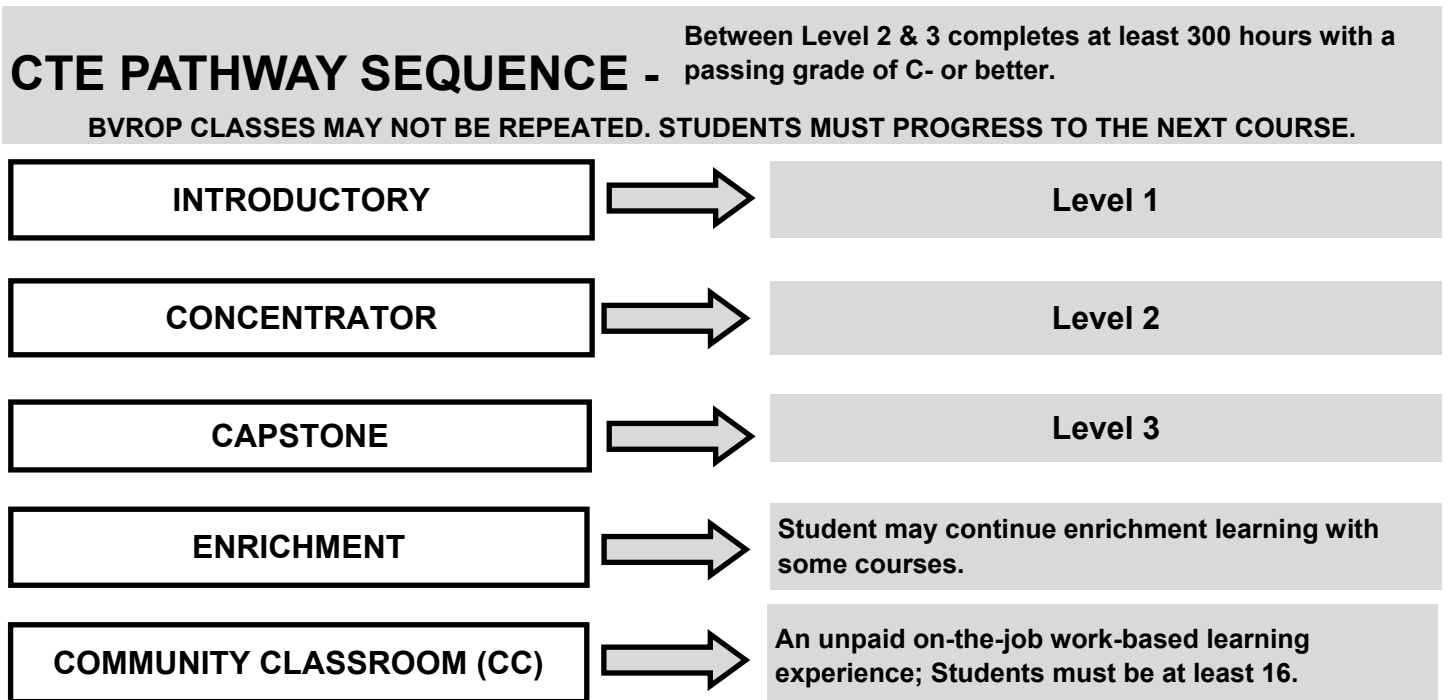 CTE PATHWAY SEQUENCE -
Between Level 2 & 3 completes at least 300 hours with a
passing grade of C- or better.
BVROP CLASSES MAY NOT BE REPEATED. STUDENTS MUST PROGRESS TO THE NEXT COURSE.
INTRODUCTORY
Level 1
CONCENTRATOR
Level 2
CAPSTONE
Level 3
ENRICHMENT
Student may continue enrichment learning with
some courses.
COMMUNITY CLASSROOM (CC)
An unpaid on-the-job work-based learning
experience; Students must be at least 16.